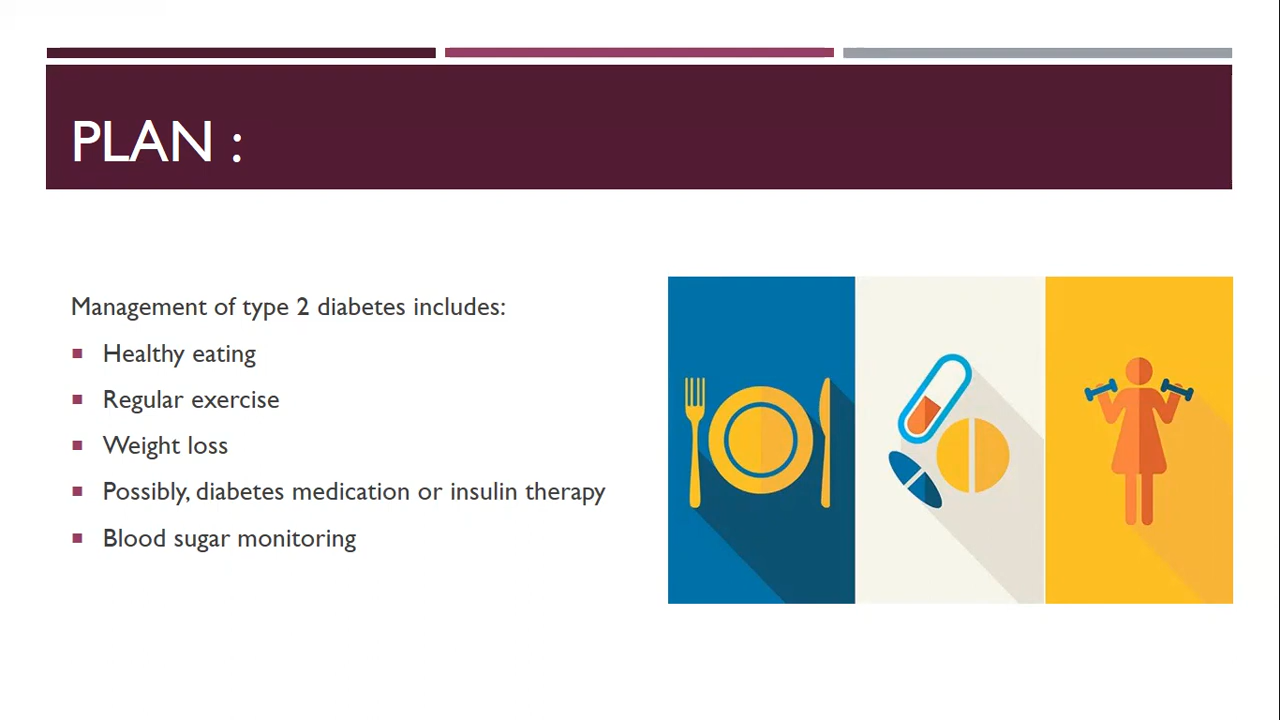 PLAN :
Management of type 2 diabetes includes:
Healthy eating
Regular exercise
Weight loss
Possibly, diabetes medication or insulin therapy
Blood sugar monitoring